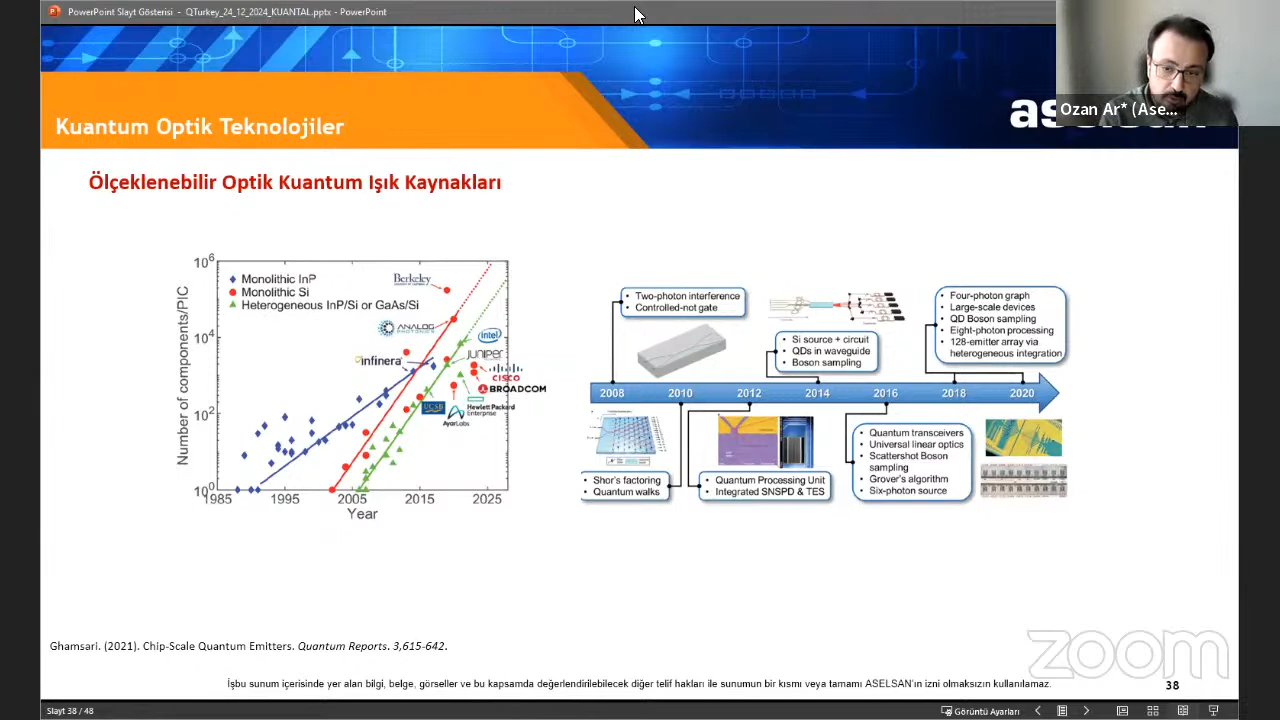 PowerPoint Slayt Gösterisi - QTurkey_24_12_2024_KUANTAL.pptx - PowerPoint
Ozan Ar* (Ase...
Kuantum Optik Teknolojiler
Ölçeklenebilir Optik Kuantum Işık Kaynakları
Number of components/PIC
10⁶
10⁴
10²
10⁰
1985
1995
2005
2015
2025
Year
Monolithic InP
Monolithic Si
Heterogeneous InP/Si or GaAs/Si
Berkeley
ANALOG
PHOTONICS
infinera
intel
JUNIPER
CISCO
BROADCOM
UCSB
Hewlett Packard
Enterprise
AyarLabs
• Two-photon interference
• Controlled-not gate
• Si source + circuit
• QDs in waveguide
• Boson sampling
• Four-photon graph
• Large-scale devices
• QD Boson sampling
• Eight-photon processing
• 128-emitter array via
heterogeneous integration
2008
2010
2012
2014
2016
2018
2020
• Shor's factoring
• Quantum walks
• Quantum Processing Unit
• Integrated SNSPD & TES
• Quantum transceivers
• Universal linear optics
• Scattershot Boson
sampling
• Grover's algorithm
• Six-photon source
Ghamsari. (2021). Chip-Scale Quantum Emitters. Quantum Reports. 3,615-642.
zoom
İşbu sunum içerisinde yer alan bilgi, belge, görseller ve bu kapsamda değerlendirilebilecek diğer telif hakları ile sunumun bir kısmı veya tamamı ASELSAN'ın izni olmaksızın kullanılamaz.
38
Slayt 38 / 48
Görüntü Ayarları